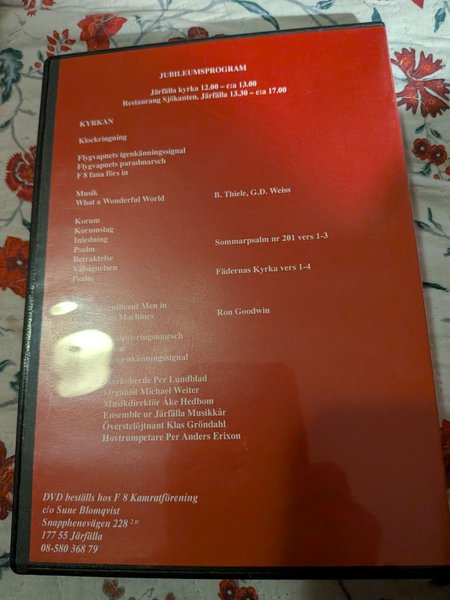 JUBILEUMSPROGRAM
Järfälla kyrka 12.00 – c:a 13.00
Restaurang Sjökanten, Järfälla 13.30 – c:a 17.00
KYRKAN
Klockringning
Flygvapnets igenkänningssignal
Flygvapnets paradmarsch
F 8 fana förs in
Musik
What a Wonderful World B. Thiele, G.D. Weiss
Korum
Korumslag
Inledning
Psalm Sommarpsalm nr 201 vers 1-3
Betraktelse
Välsignelsen
Psalm Fädernas Kyrka vers 1-4
Men in
Machines Ron Goodwin
igenkänningssignal
Kyrkoherde Per Lundblad
Organist Michael Weiter
Musikdirektör Åke Hedbom
Ensemble ur Järfälla Musikkår
Överstelöjtnant Klas Gröndahl
Hovtrumpetare Per Anders Erixon
DVD beställs hos F 8 Kamratförening
c/o Sune Blomqvist
Snapphenevägen 228
177 55 Järfälla
08-580 368 79